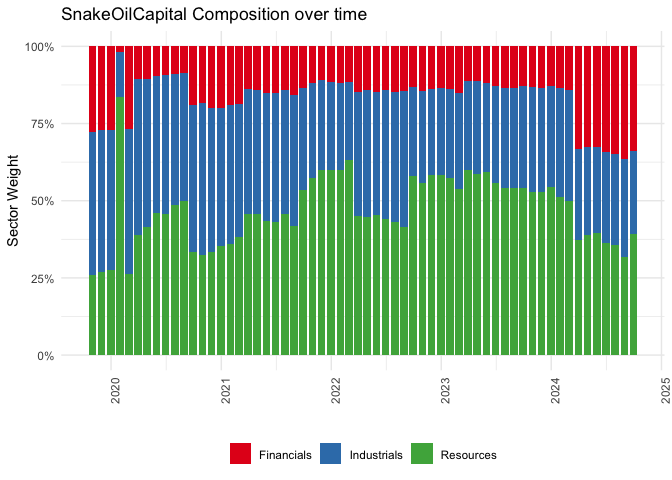 SnakeOilCapital Composition over time
100%
75%
50%
25%
0%
Sector Weight
2020
2021
2022
2023
2024
2025
Financials
Industrials
Resources